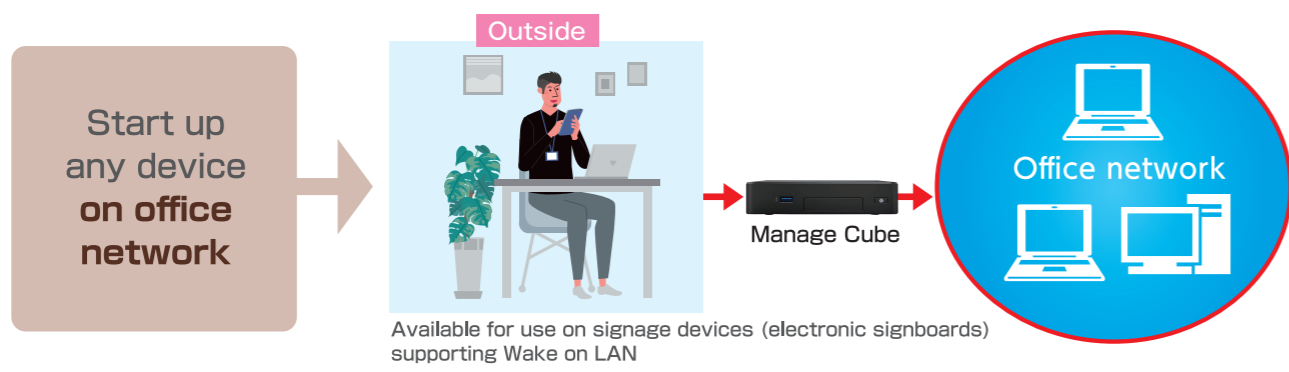 Start up
any device
on office
network
Outside
Manage Cube
Available for use on signage devices (electronic signboards)
supporting Wake on LAN
Office network